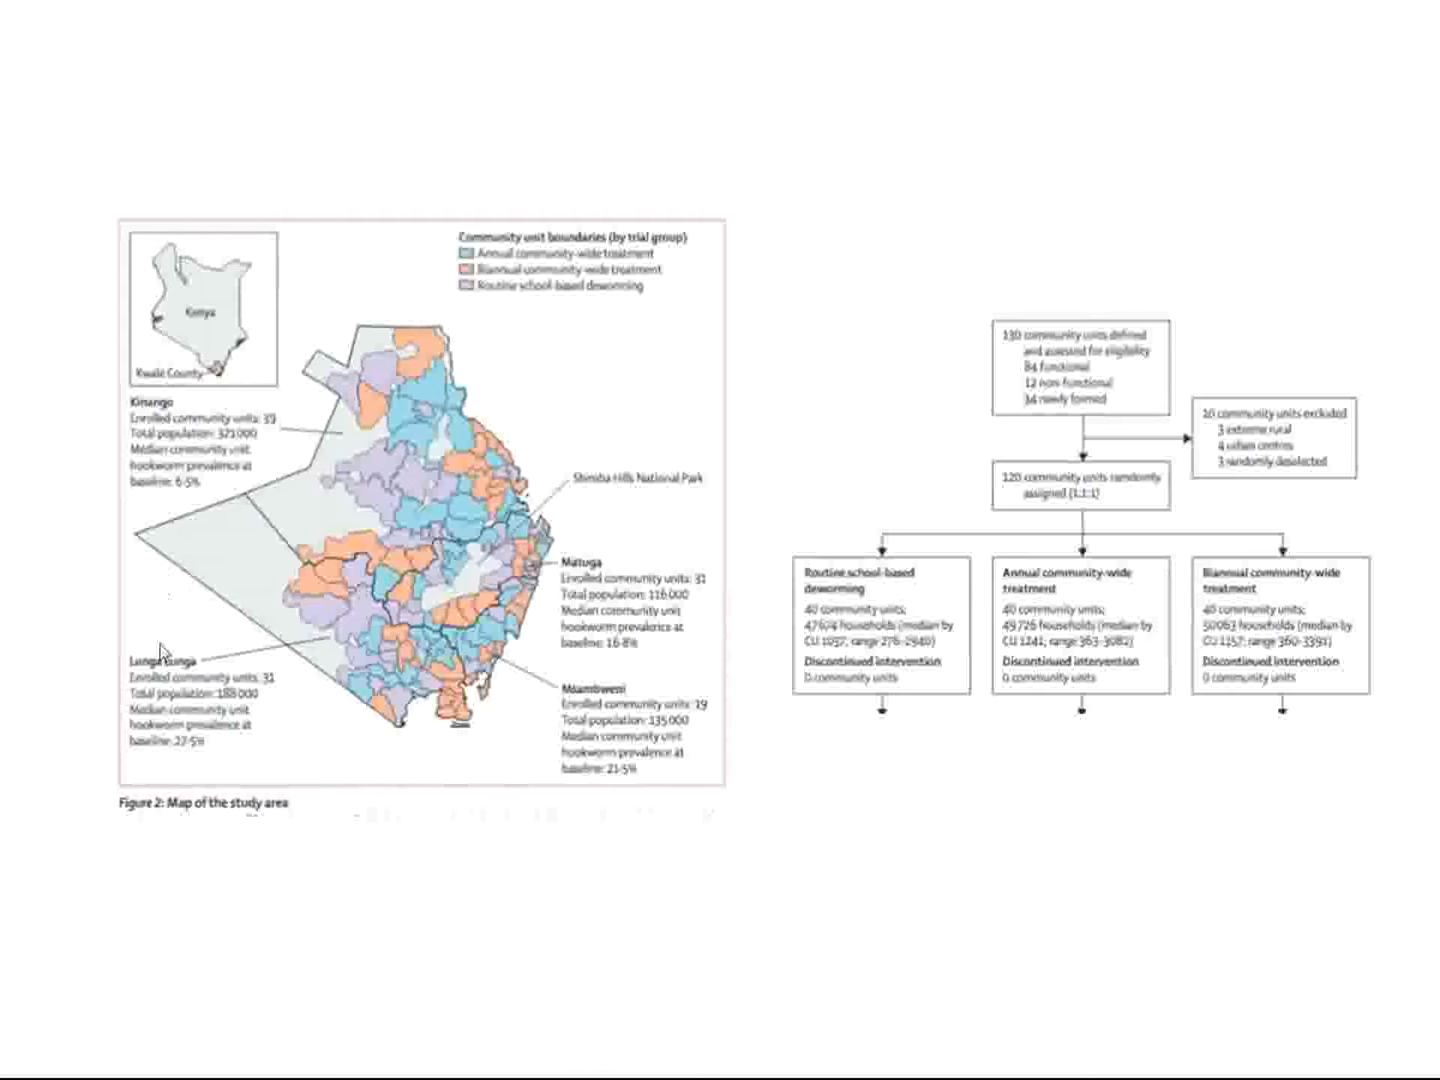 Community unit boundaries (by trial group)
Annual community-wide treatment
Biannual community-wide treatment
Routine school-based deworming
Kenya
Kwale County
Kinango
Enrolled community units: 39
Total population: 321 000
Median community unit
hookworm prevalence at
baseline: 6·5%
Shimba Hills National Park
Matuga
Enrolled community units: 31
Total population: 116 000
Median community unit
hookworm prevalence at
baseline: 16·8%
Lunga Lunga
Enrolled community units: 31
Total population: 188 000
Median community unit
hookworm prevalence at
baseline: 27·5%
Msambweni
Enrolled community units: 19
Total population: 135 000
Median community unit
hookworm prevalence at
baseline: 21·5%
Figure 2: Map of the study area
130 community units defined
and assessed for eligibility
84 functional
12 non-functional
34 newly formed
10 community units excluded
3 extreme rural
4 urban centres
3 randomly deselected
120 community units randomly
assigned (1:1:1)
Routine school-based
deworming
40 community units;
47 674 households (median by
CU 1057; range 276–2940)
Discontinued intervention
0 community units
Annual community-wide
treatment
40 community units;
49 726 households (median by
CU 1241; range 363–3082)
Discontinued intervention
0 community units
Biannual community-wide
treatment
40 community units;
50 063 households (median by
CU 1157; range 360–3391)
Discontinued intervention
0 community units